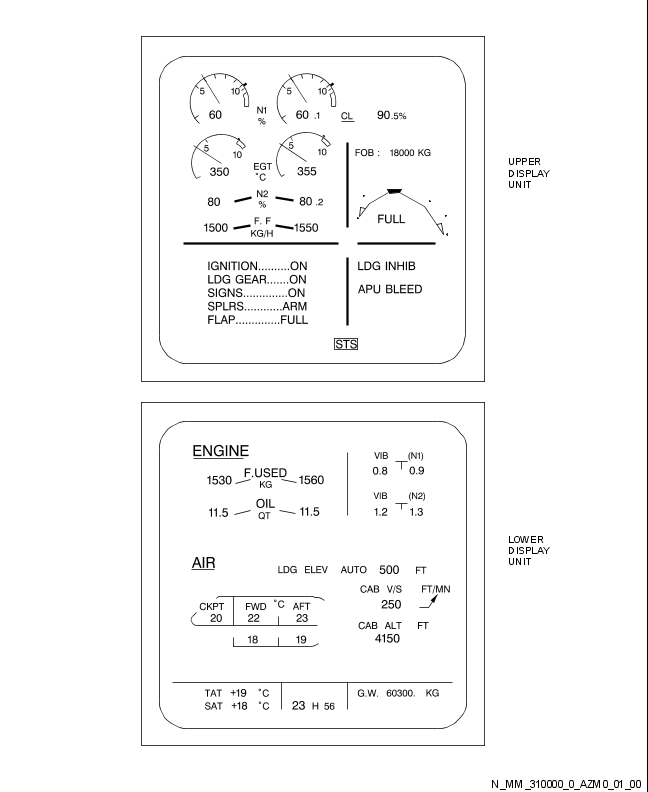 5 10 5 10
60 N1 % 60 .1 CL 90.5%
5 10 5 10
350 EGT °C 355
FOB : 18000 KG
80 N2 % 80 .2
FULL
1500 F. F KG/H 1550
IGNITION..........ON
LDG GEAR.......ON
SIGNS..............ON
SPLRS............ARM
FLAP..............FULL
LDG INHIB
APU BLEED
STS
UPPER
DISPLAY
UNIT
ENGINE
1530 F.USED 1560
KG
OIL
11.5 QT 11.5
VIB (N1)
0.8 0.9
VIB (N2)
1.2 1.3
AIR
LDG ELEV AUTO 500 FT
CAB V/S FT/MN
250
CAB ALT FT
4150
CKPT FWD °C AFT
20 22 23
18 19
TAT +19 °C
SAT +18 °C
23 H 56
G.W. 60300. KG
LOWER
DISPLAY
UNIT
N_MM_310000_0_AZM0_01_00